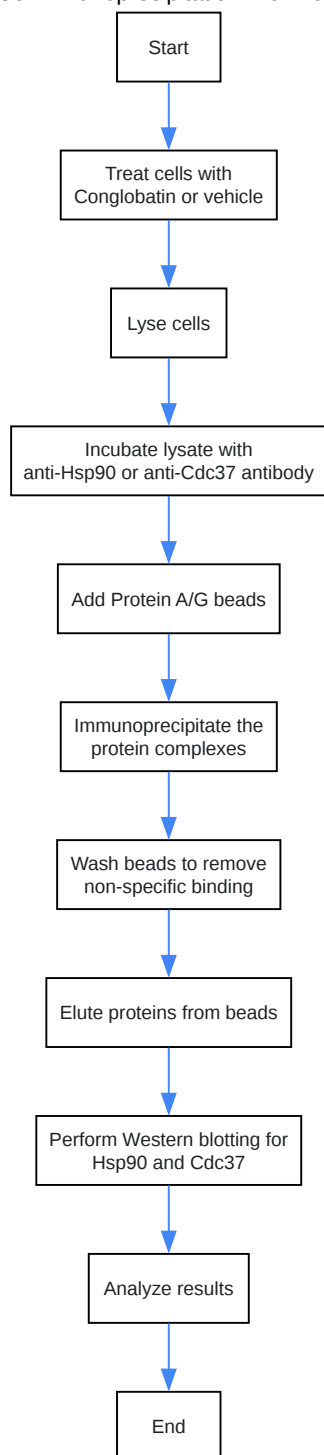 Start
Treat cells with
Conglobatin or vehicle
Lyse cells
Incubate lysate with
anti-Hsp90 or anti-Cdc37 antibody
Add Protein A/G beads
Immunoprecipitate the
protein complexes
Wash beads to remove
non-specific binding
Elute proteins from beads
Perform Western blotting for
Hsp90 and Cdc37
Analyze results
End